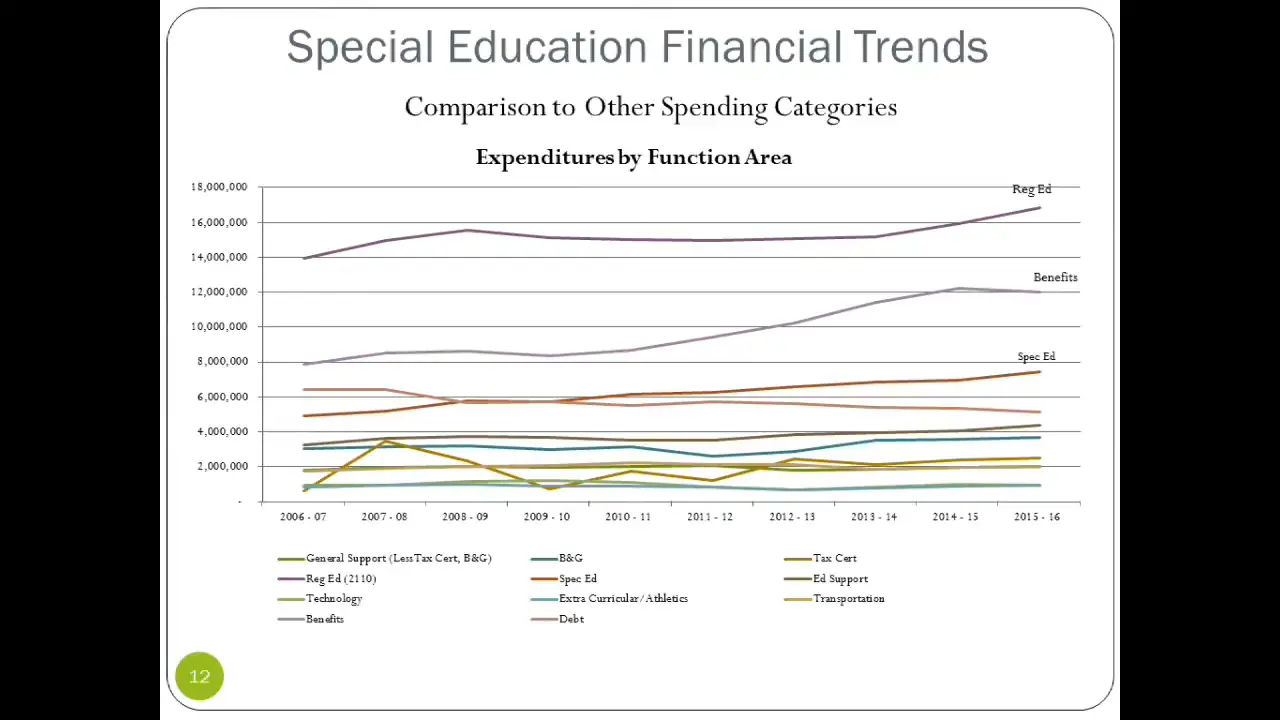 Special Education Financial Trends
Comparison to Other Spending Categories
Expenditures by Function Area
18,000,000
16,000,000
14,000,000
12,000,000
10,000,000
8,000,000
6,000,000
4,000,000
2,000,000
-
Reg Ed
Benefits
Spec Ed
2006 - 07 2007 - 08 2008 - 09 2009 - 10 2010 - 11 2011 - 12 2012 - 13 2013 - 14 2014 - 15 2015 - 16
General Support (Less Tax Cert, B&G) B&G Tax Cert
Reg Ed (2110) Spec Ed Ed Support
Technology Extra Curricular/Athletics Transportation
Benefits Debt
12